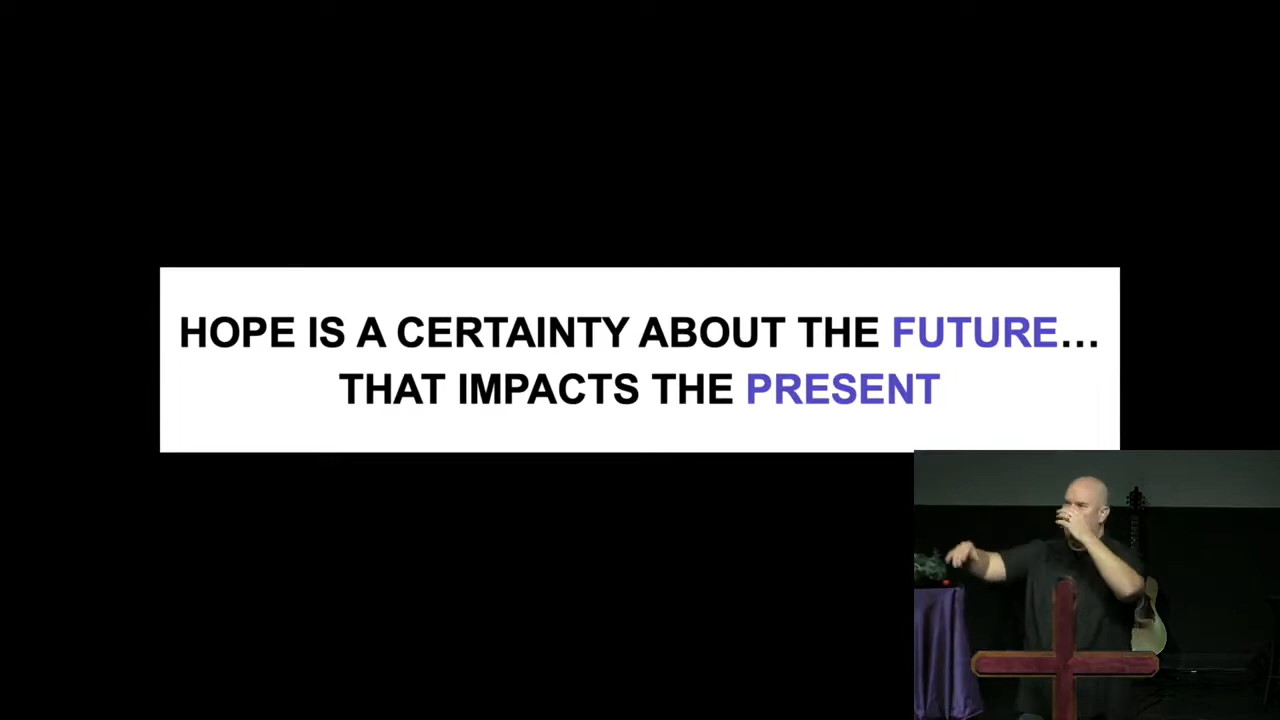 HOPE IS A CERTAINTY ABOUT THE FUTURE...
THAT IMPACTS THE PRESENT